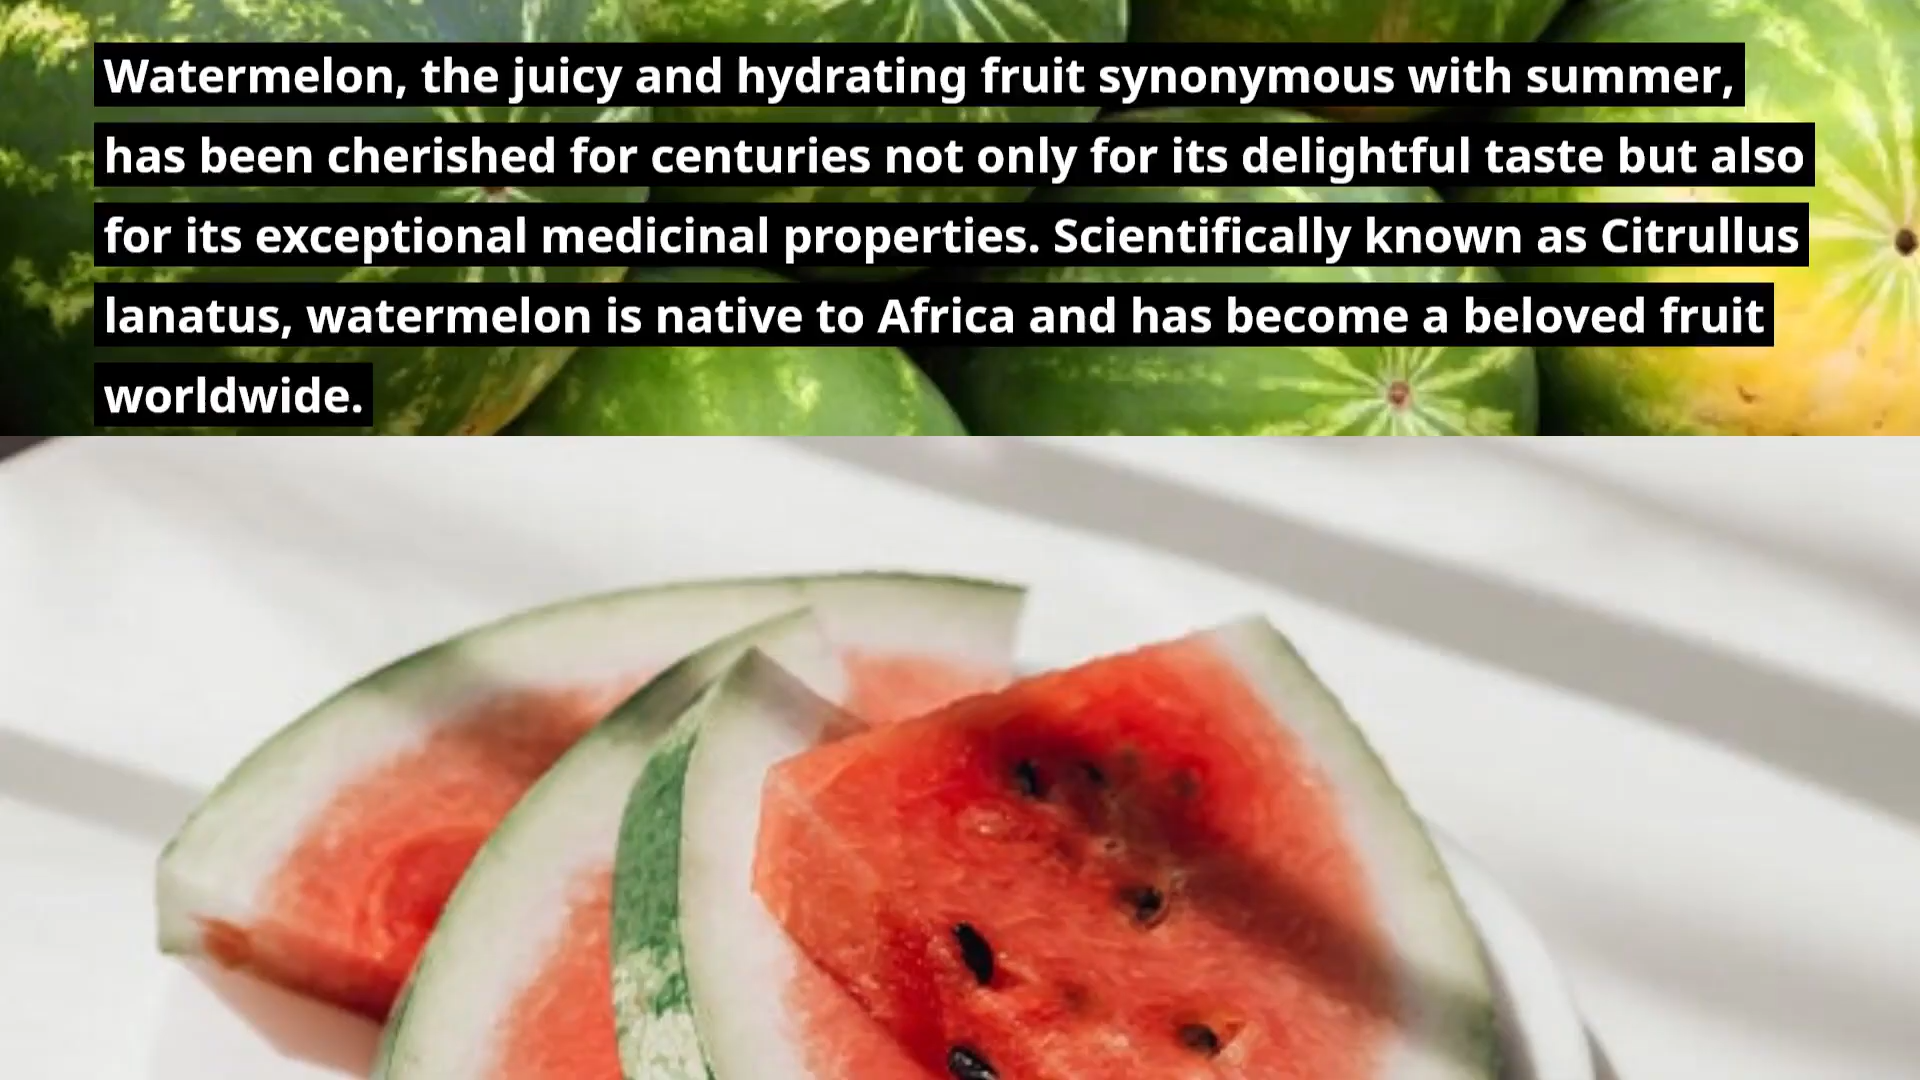 Watermelon, the juicy and hydrating fruit synonymous with summer,
has been cherished for centuries not only for its delightful taste but also
for its exceptional medicinal properties. Scientifically known as Citrullus
lanatus, watermelon is native to Africa and has become a beloved fruit
worldwide.